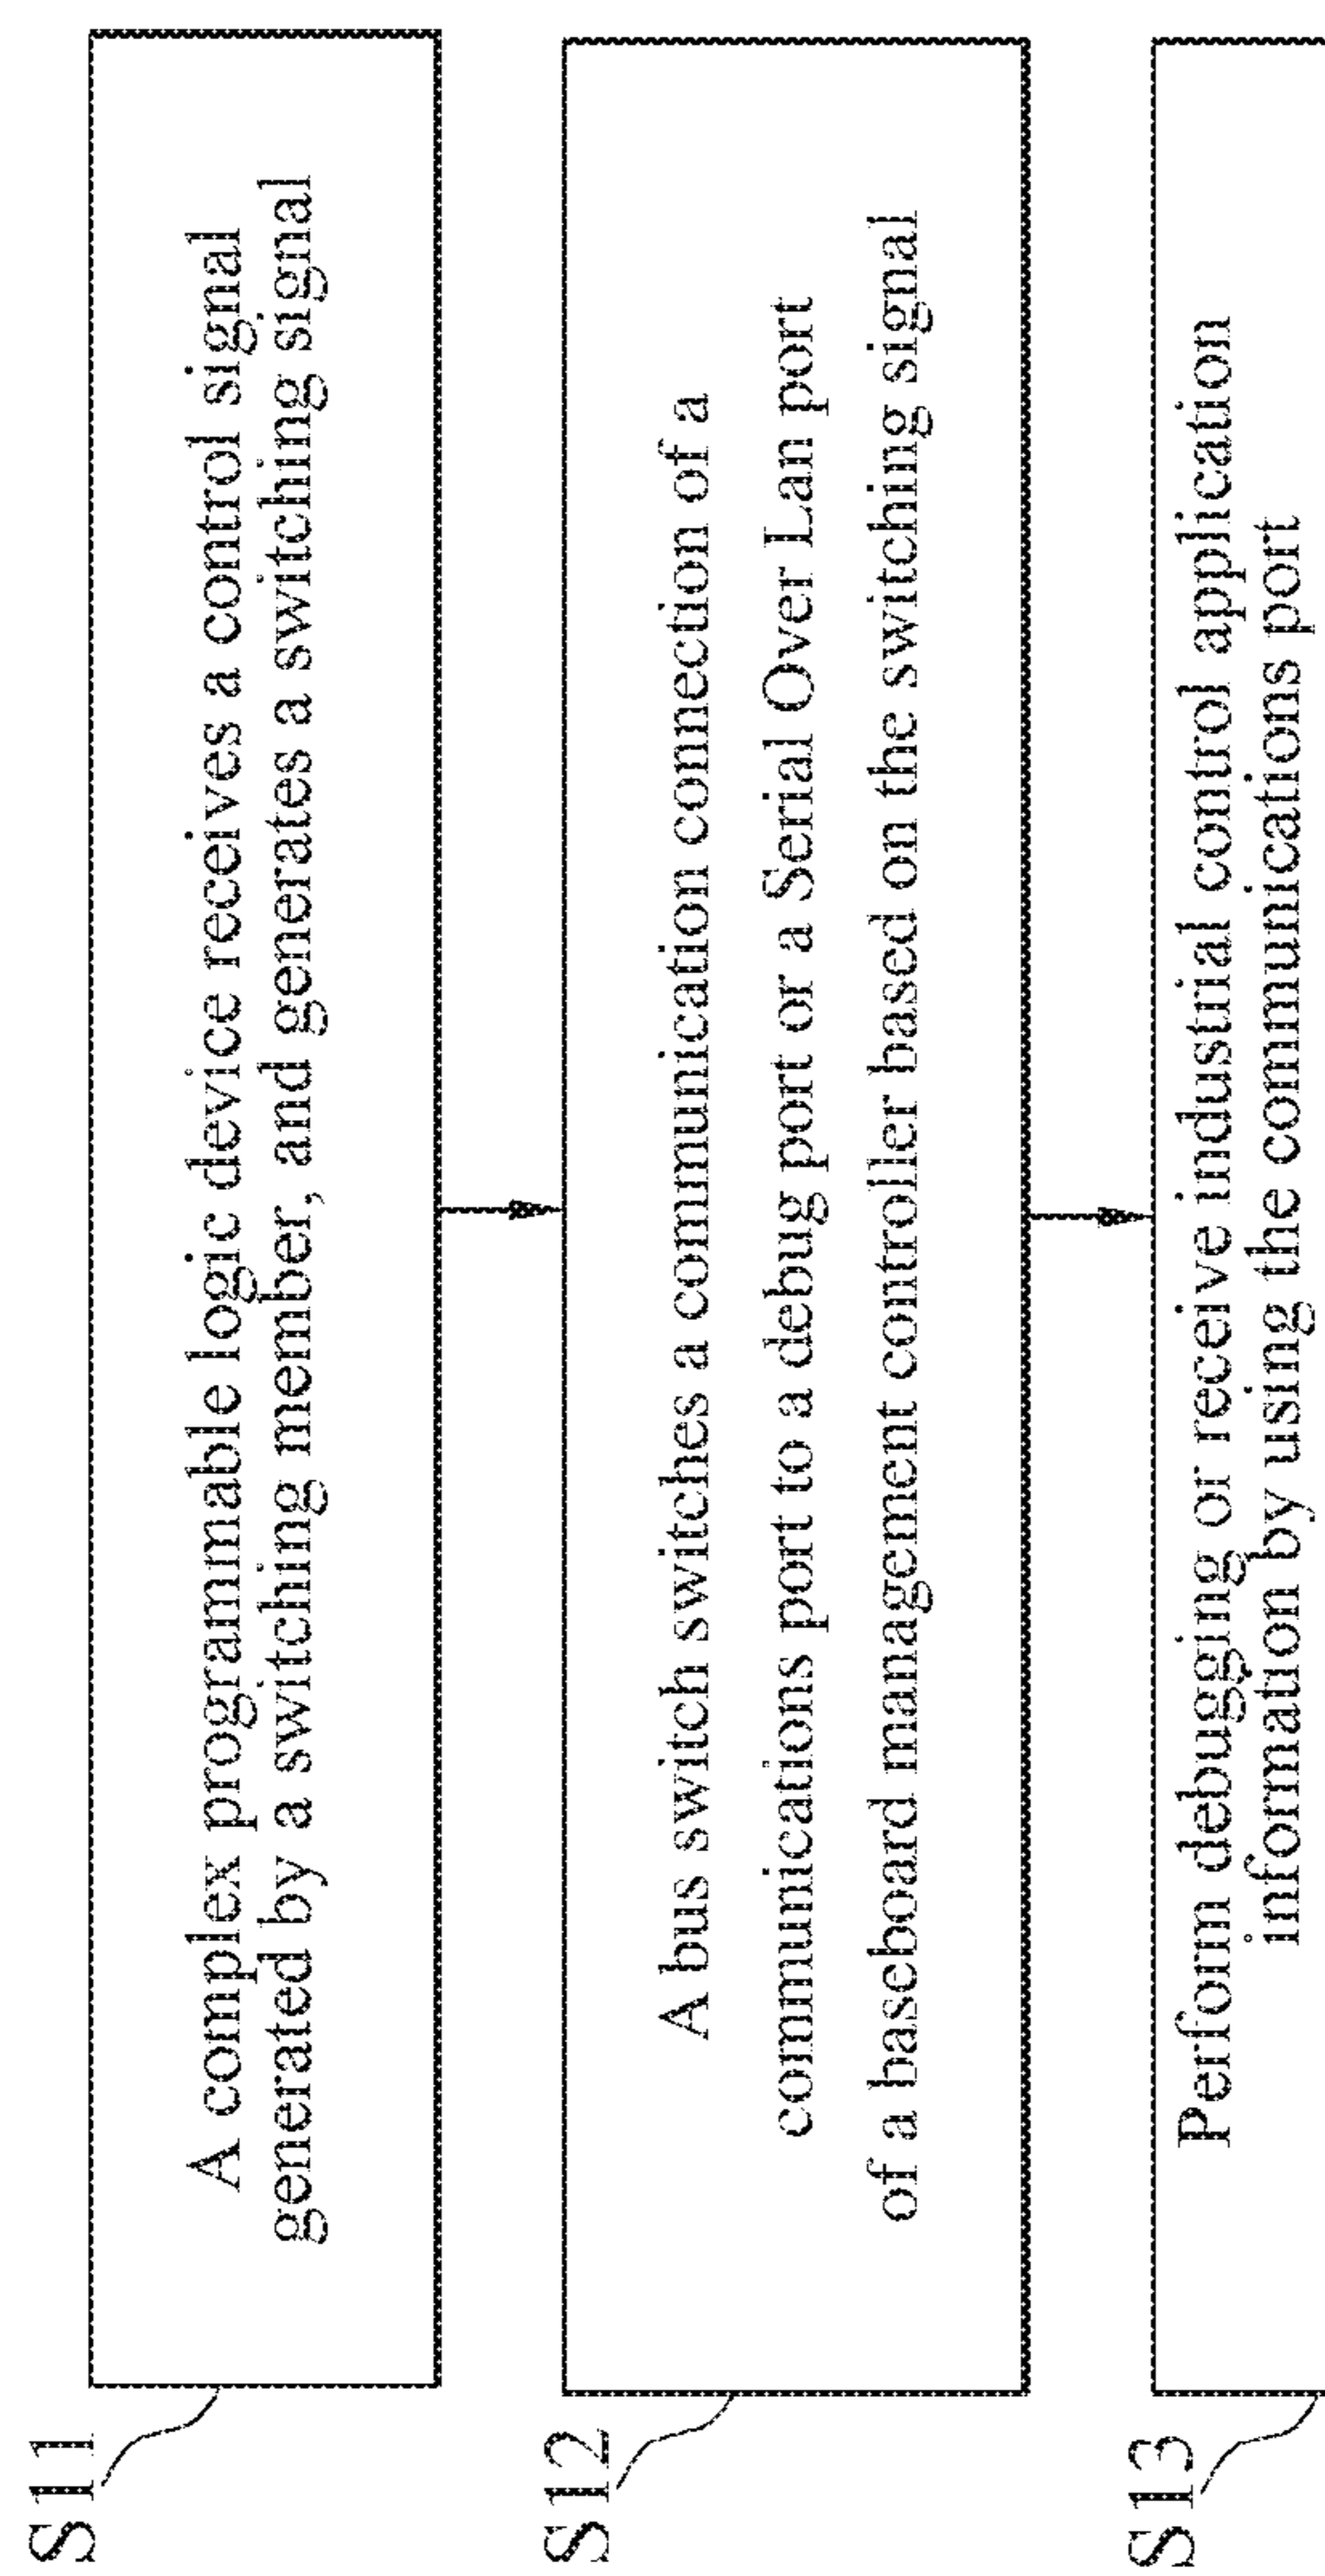 S11
A complex programmable logic device receives a control signal
generated by a switching member, and generates a switching signal
S12
A bus switch switches a communication connection of a
communications port to a debug port or a Serial Over Lan port
of a baseboard management controller based on the switching signal
S13
Perform debugging or receive industrial control application
information by using the communications port